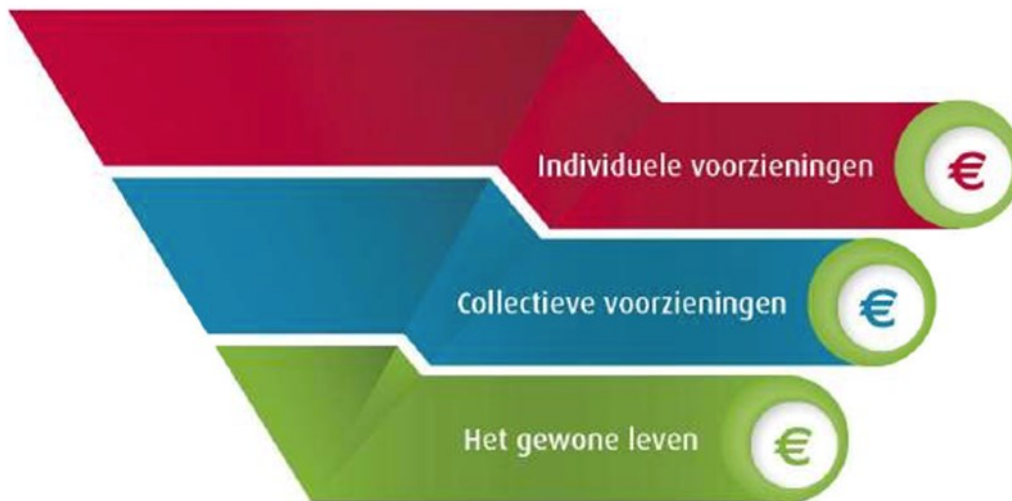 Individuele voorzieningen
€
Collectieve voorzieningen
€
Het gewone leven
€